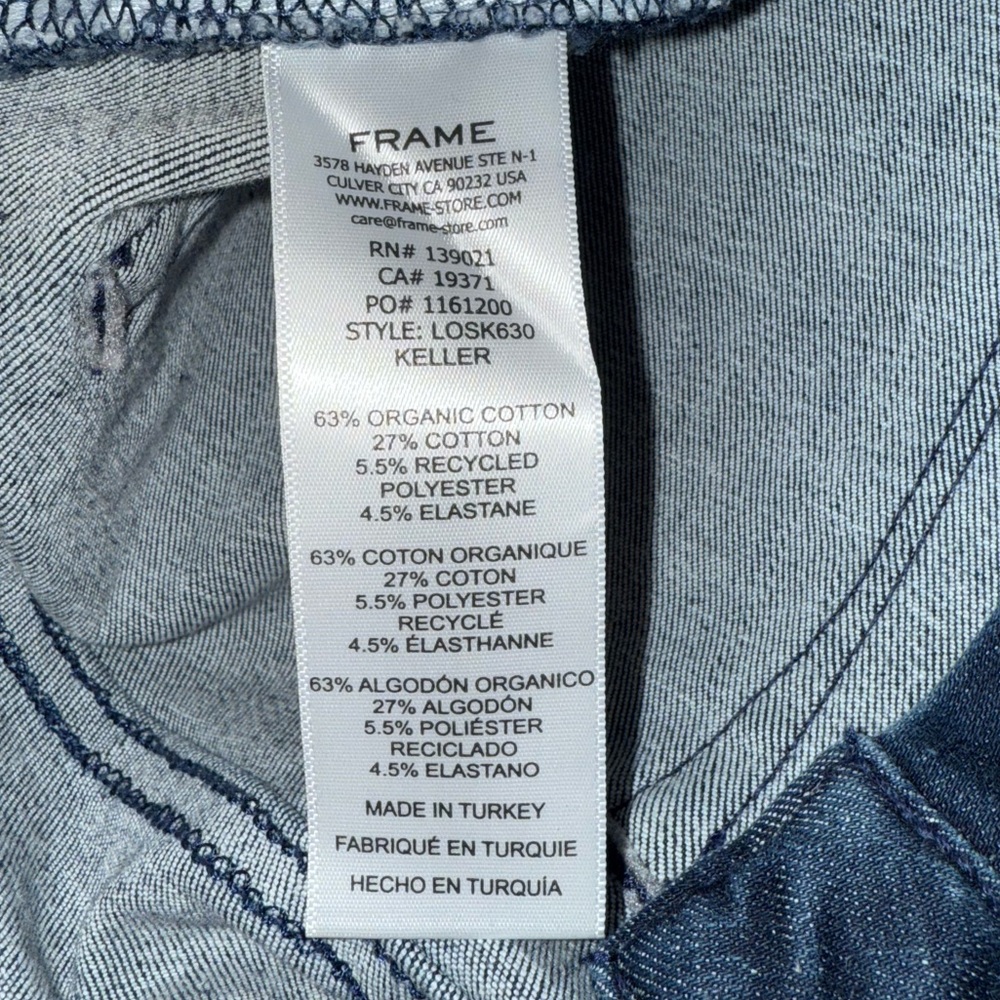 FRAME
3578 HAYDEN AVENUE STE N-1
CULVER CITY CA 90232 USA
WWW.FRAME-STORE.COM
care@frame-store.com
RN# 139021
CA# 19371
PO# 1161200
STYLE: LOSK630
KELLER
63% ORGANIC COTTON
27% COTTON
5.5% RECYCLED
POLYESTER
4.5% ELASTANE
63% COTON ORGANIQUE
27% COTON
5.5% POLYESTER
RECYCLÉ
4.5% ÉLASTHANNE
63% ALGODÓN ORGANICO
27% ALGODÓN
5.5% POLIÉSTER
RECICLADO
4.5% ELASTANO
MADE IN TURKEY
FABRIQUÉ EN TURQUIE
HECHO EN TURQUÍA